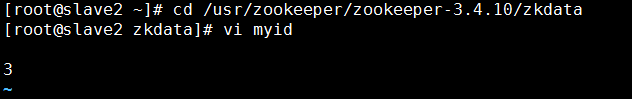 [root@slave2 ~]# cd /usr/zookeeper/zookeeper-3.4.10/zkdata
[root@slave2 zkdata]# vi myid
3
~